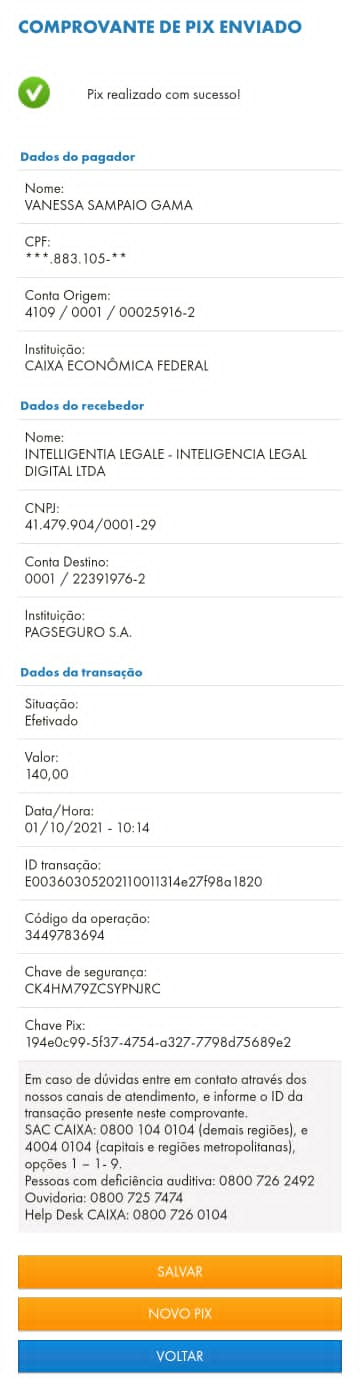 COMPROVANTE DE PIX ENVIADO
Pix realizado com sucesso!
Dados do pagador
Nome:
VANESSA SAMPAIO GAMA
CPF:
***.883.105-**
Conta Origem:
4109 / 0001 / 00025916-2
Instituição:
CAIXA ECONÔMICA FEDERAL
Dados do recebedor
Nome:
INTELLIGENTIA LEGALE - INTELIGENCIA LEGAL
DIGITAL LTDA
CNPJ:
41.479.904/0001-29
Conta Destino:
0001 / 22391976-2
Instituição:
PAGSEGURO S.A.
Dados da transação
Situação:
Efetivado
Valor:
140,00
Data/Hora:
01/10/2021 - 10:14
ID transação:
E00360305202110011314e27f98a1820
Código da operação:
3449783694
Chave de segurança:
CK4HM79ZCSYPNJRC
Chave Pix:
194e0c99-5f37-4754-a327-7798d75689e2
Em caso de dúvidas entre em contato através dos
nossos canais de atendimento, e informe o ID da
transação presente neste comprovante.
SAC CAIXA: 0800 104 0104 (demais regiões), e
4004 0104 (capitais e regiões metropolitanas),
opções 1 – 1- 9.
Pessoas com deficiência auditiva: 0800 726 2492
Ouvidoria: 0800 725 7474
Help Desk CAIXA: 0800 726 0104
SALVAR
NOVO PIX
VOLTAR